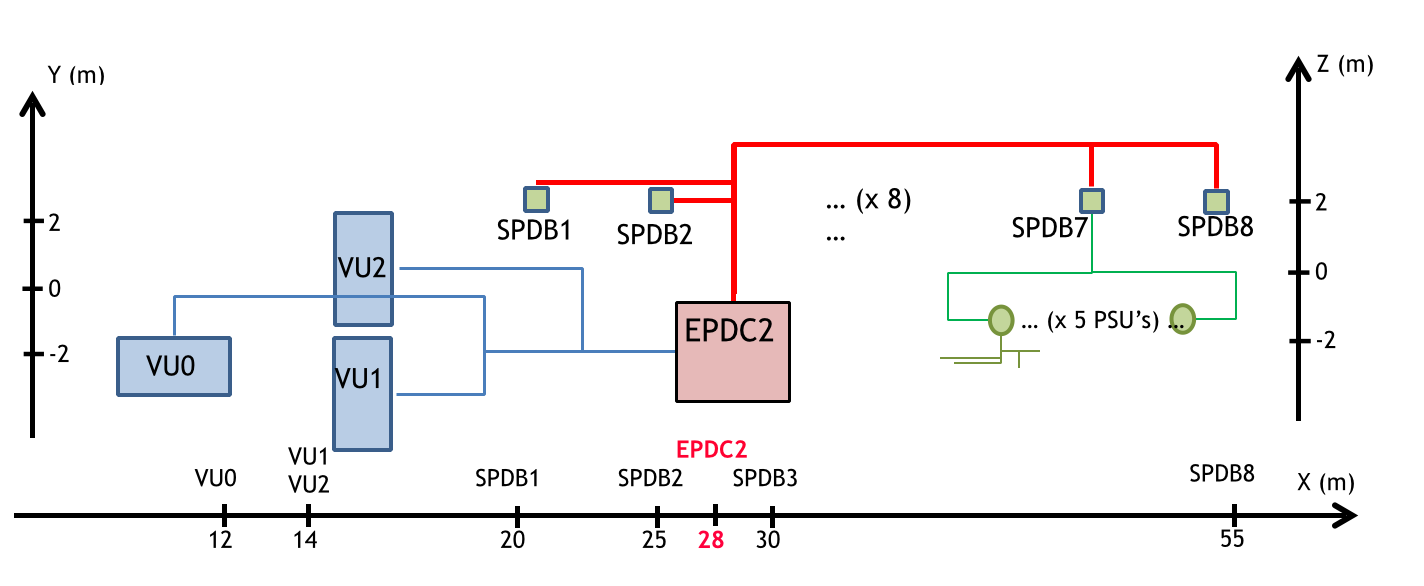 Y (m)
Z (m)
... (x 8)
...
2
0
-2
2
0
-2
SPDB1
SPDB2
SPDB7
SPDB8
VU2
VU0
VU1
EPDC2
... (x 5 PSU's) ...
VU0
VU1
VU2
SPDB1
SPDB2
EPDC2
SPDB3
SPDB8
X (m)
12
14
20
25
28
30
55